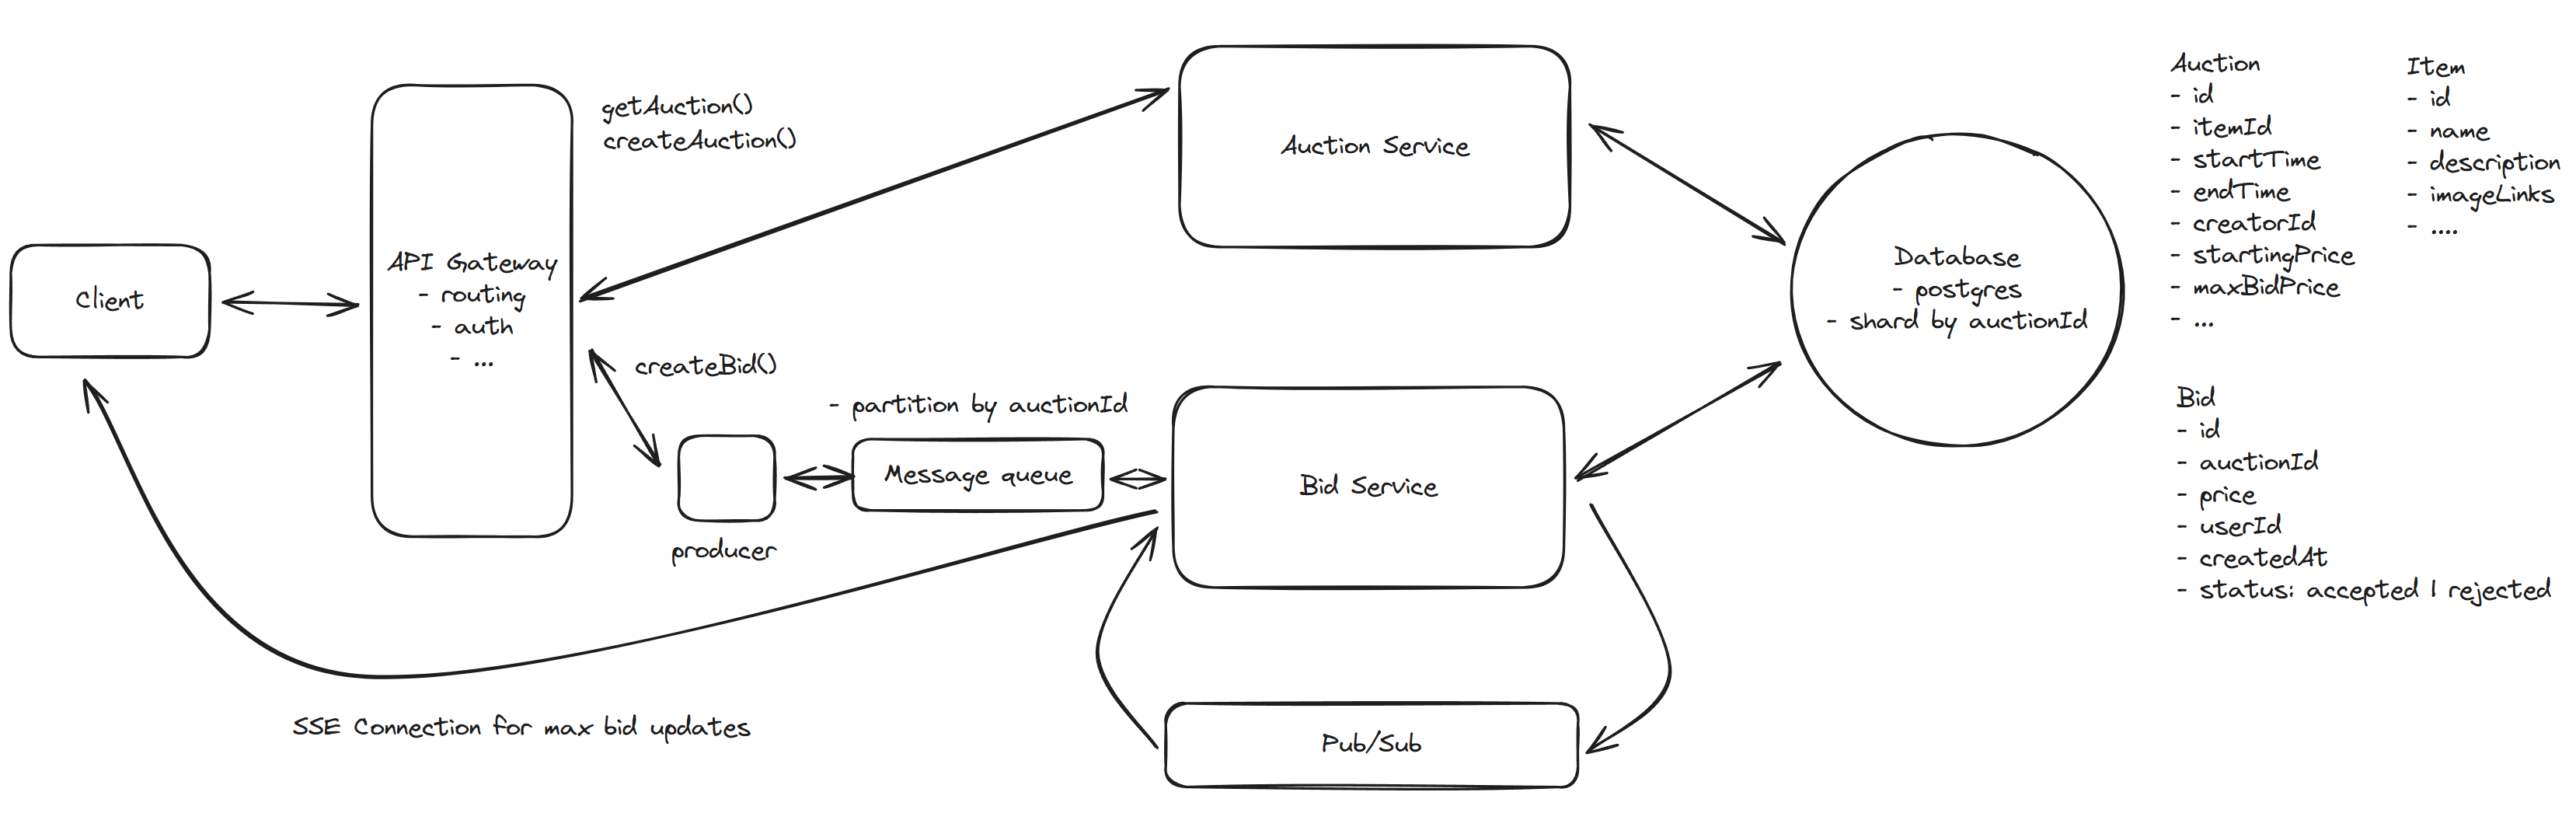 Client
API Gateway
- routing
- auth
- ...
getAuction()
createAuction()
createBid()
producer
- partition by auctionId
Message queue
Auction Service
Bid Service
Pub/Sub
SSE Connection for max bid updates
Database
- postgres
- shard by auctionId
Auction
- id
- itemId
- startTime
- endTime
- creatorId
- startingPrice
- maxBidPrice
- ...
Item
- id
- name
- description
- imageLinks
- ....
Bid
- id
- auctionId
- price
- userId
- createdAt
- status: accepted | rejected